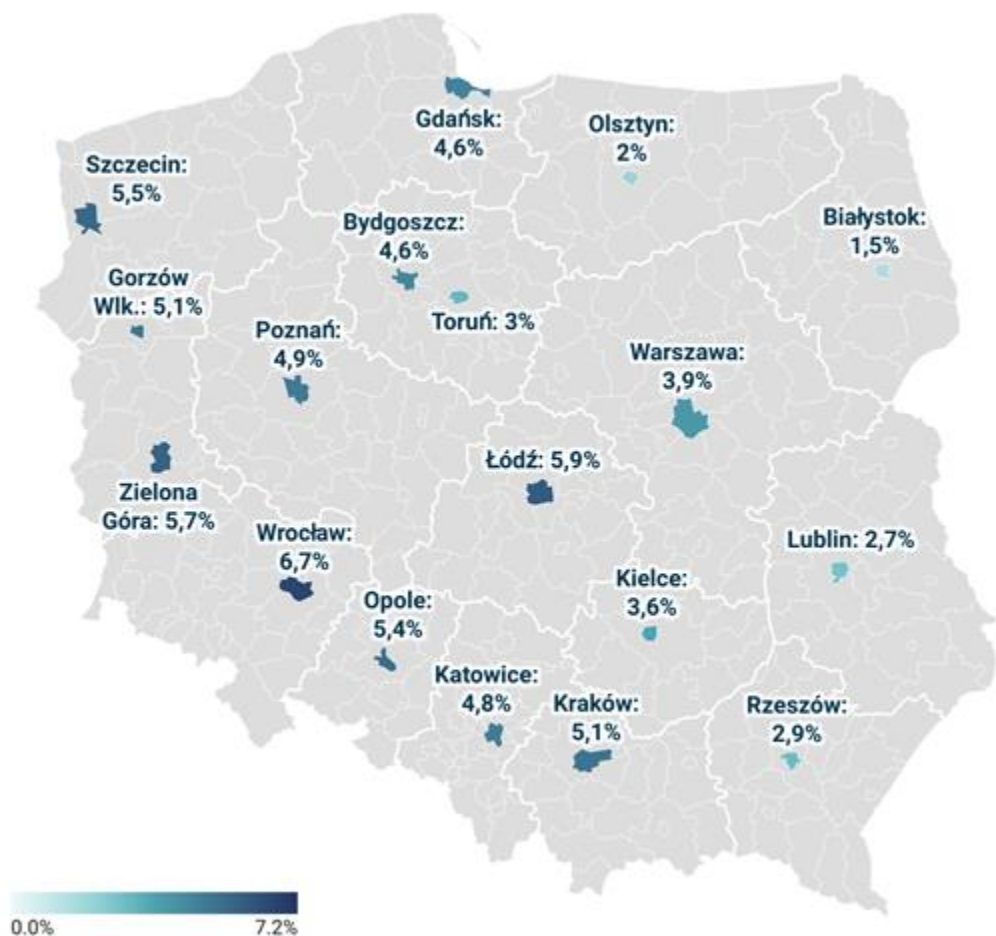 Gdańsk:
4,6%
Olsztyn:
2%
Szczecin:
5,5%
Bydgoszcz:
4,6%
Białystok:
1,5%
Gorzów
Wlk.: 5,1%
Toruń: 3%
Poznań:
4,9%
Warszawa:
3,9%
Łódź: 5,9%
Zielona
Góra: 5,7%
Wrocław:
6,7%
Lublin: 2,7%
Kielce:
3,6%
Opole:
5,4%
Katowice:
4,8%
Kraków:
5,1%
Rzeszów:
2,9%
0.0%
7.2%